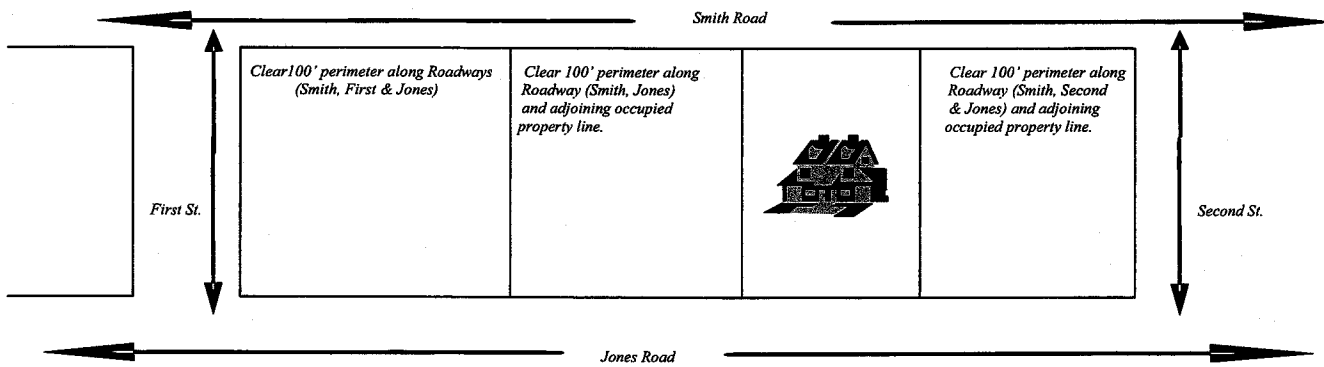 Smith Road
Clear100' perimeter along Roadways
(Smith, First & Jones)
Clear 100' perimeter along
Roadway (Smith, Jones)
and adjoining occupied
property line.
Clear 100' perimeter along
Roadway (Smith, Second
& Jones) and adjoining
occupied property line.
First St.
Second St.
Jones Road